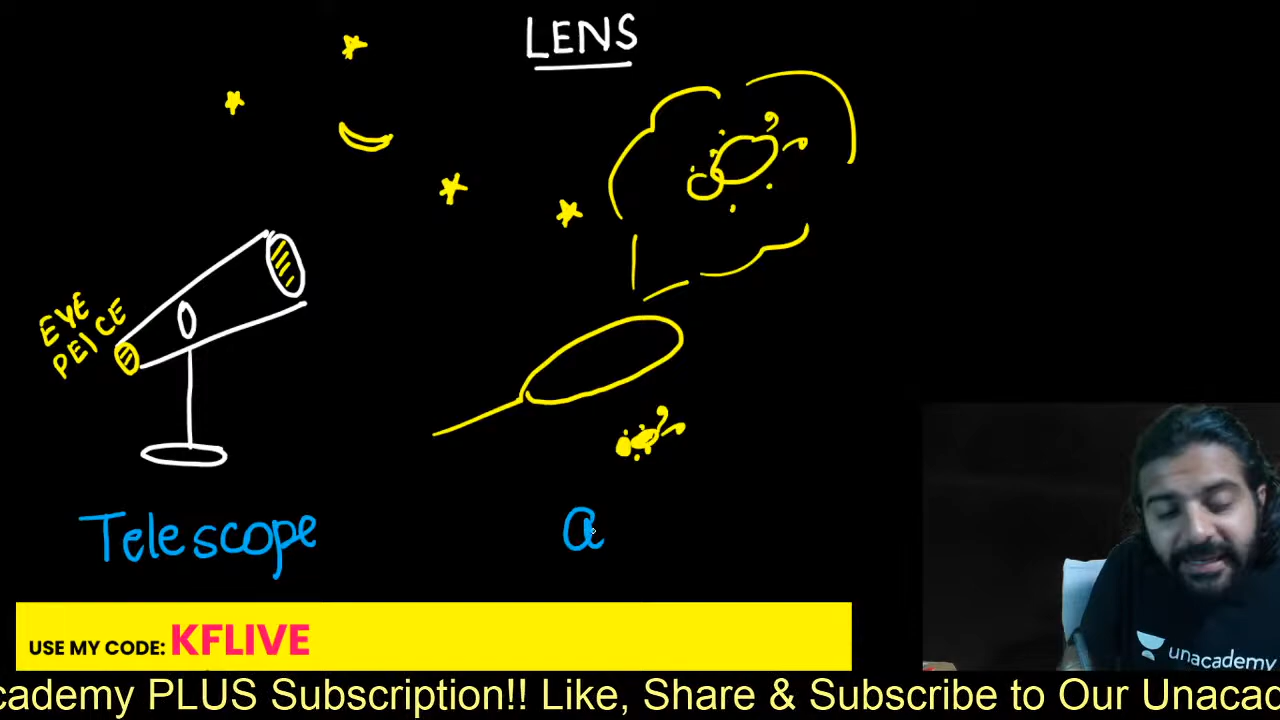 LENS
EYE
PEICE
Telescope
a
USE MY CODE: KFLIVE
unacademy
cademy PLUS Subscription!! Like, Share & Subscribe to Our Unacad